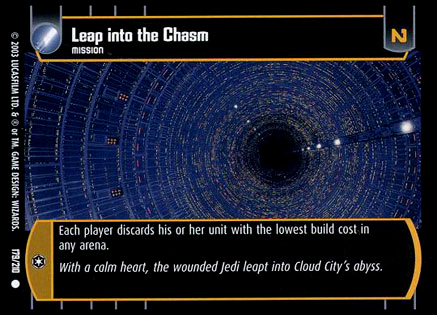 Leap into the Chasm
MISSION
2
Each player discards his or her unit with the lowest build cost in
any arena.
With a calm heart, the wounded Jedi leapt into Cloud City's abyss.
© 2003 LUCASFILM LTD. & ® or TM. GAME DESIGN: WIZARDS.
179/210